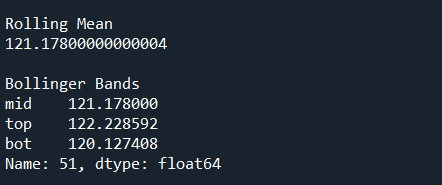 Rolling Mean
121.17800000000004
Bollinger Bands
mid    121.178000
top    122.228592
bot    120.127408
Name: 51, dtype: float64